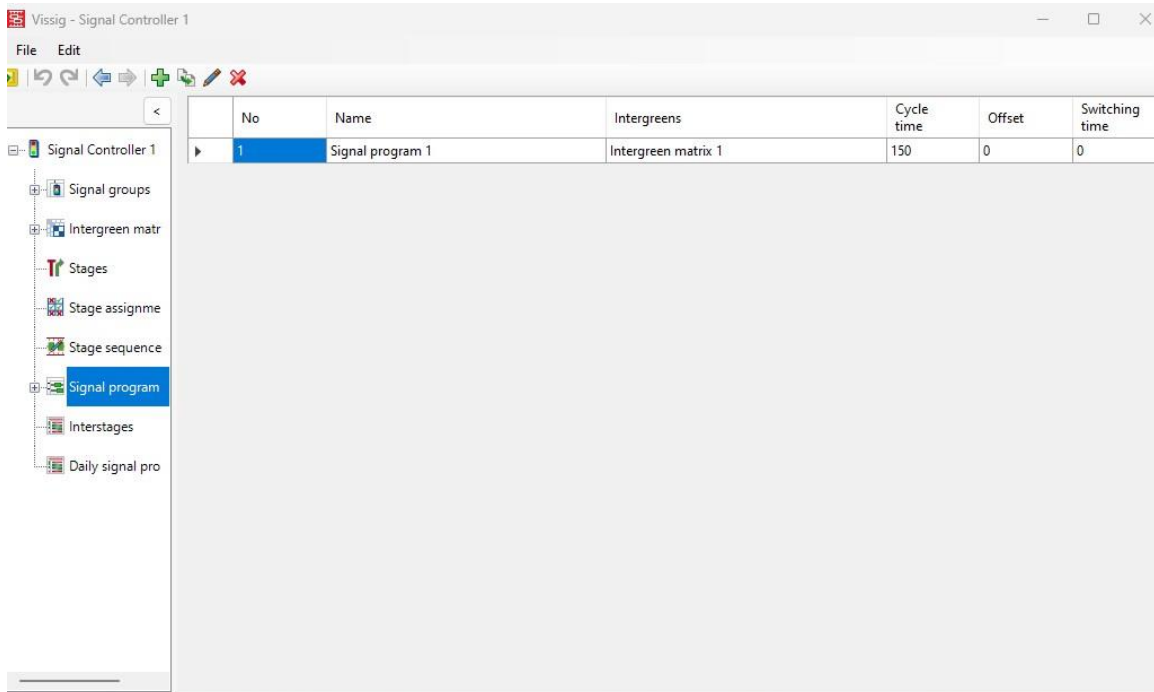 Vissig - Signal Controller 1
File Edit
No Name Intergreens Cycle time Offset Switching time
1 Signal program 1 Intergreen matrix 1 150 0 0
Signal Controller 1
Signal groups
Intergreen matr
Stages
Stage assignme
Stage sequence
Signal program
Interstages
Daily signal pro